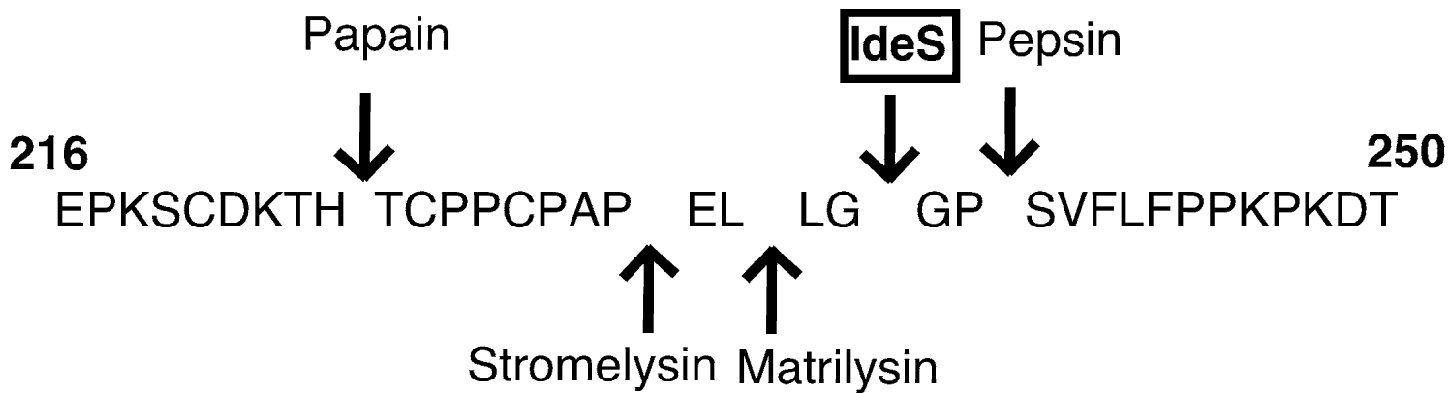 Papain IdeS Pepsin
216 250
EPKSCDKTH TCPPCPAP EL LG GP SVFLFPPKPKDT
Stromelysin Matrilysin